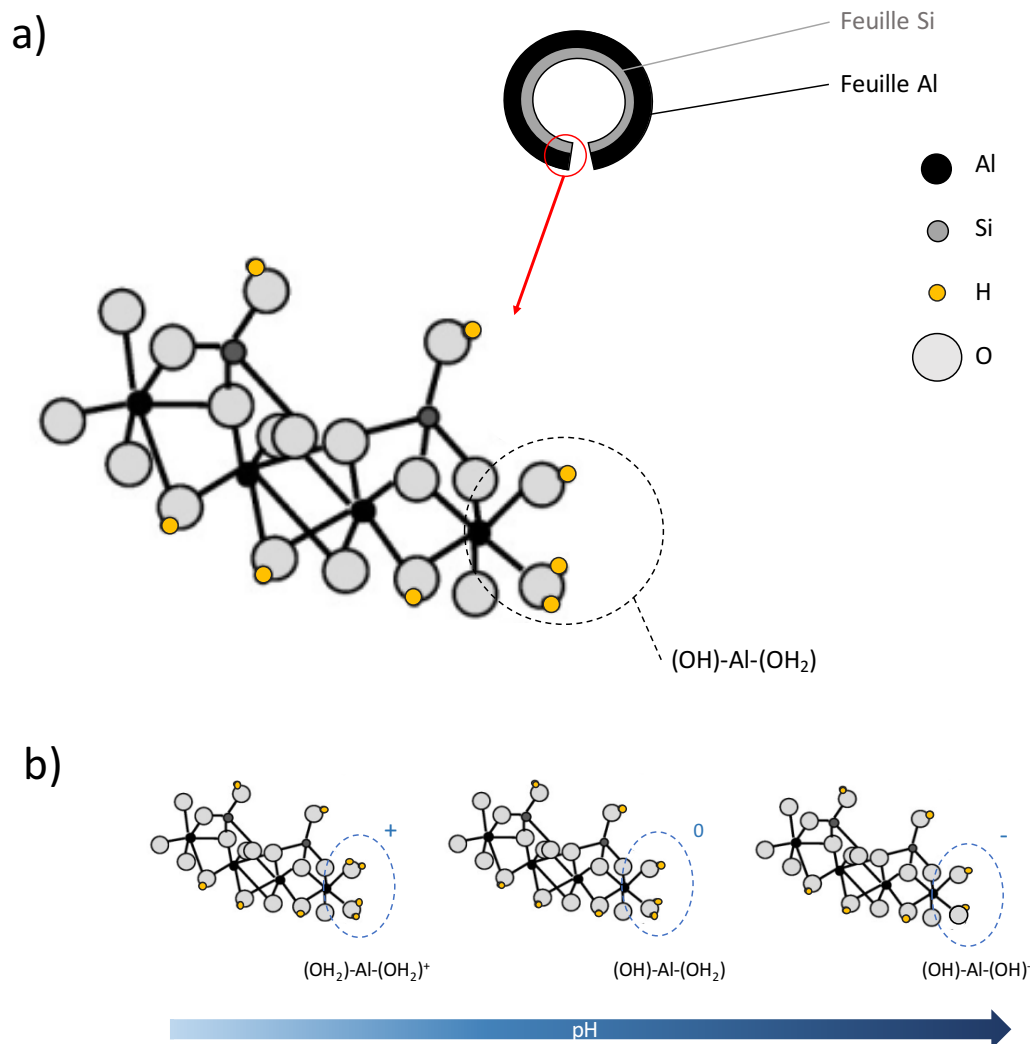 a)
Feuille Si
Feuille Al
Al
Si
H
O
(OH)-Al-(OH₂)
b)
+
0
-
(OH₂)-Al-(OH₂)⁺
(OH)-Al-(OH₂)
(OH)-Al-(OH)⁻
pH